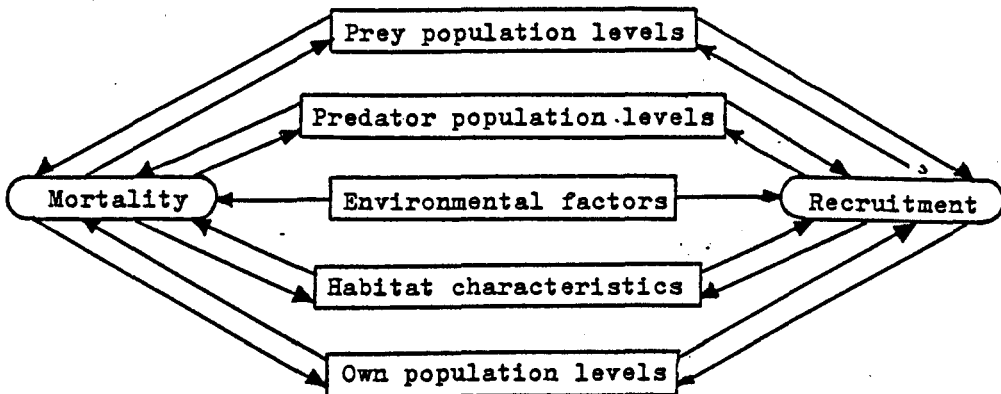 Prey population levels
Predator population levels
Mortality
Environmental factors
Recruitment
Habitat characteristics
Own population levels